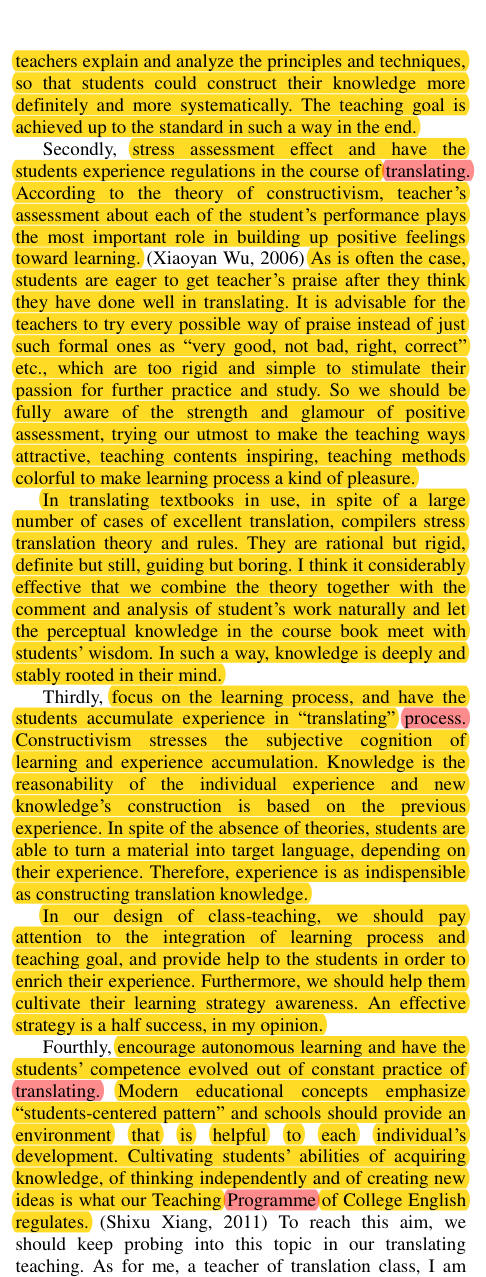 teachers explain and analyze the principles and techniques,
so that students could construct their knowledge more
definitely and more systematically. The teaching goal is
achieved up to the standard in such a way in the end.
Secondly, stress assessment effect and have the
students experience regulations in the course of translating.
According to the theory of constructivism, teacher’s
assessment about each of the student’s performance plays
the most important role in building up positive feelings
toward learning. (Xiaoyan Wu, 2006) As is often the case,
students are eager to get teacher’s praise after they think
they have done well in translating. It is advisable for the
teachers to try every possible way of praise instead of just
such formal ones as “very good, not bad, right, correct”
etc., which are too rigid and simple to stimulate their
passion for further practice and study. So we should be
fully aware of the strength and glamour of positive
assessment, trying our utmost to make the teaching ways
attractive, teaching contents inspiring, teaching methods
colorful to make learning process a kind of pleasure.
In translating textbooks in use, in spite of a large
number of cases of excellent translation, compilers stress
translation theory and rules. They are rational but rigid,
definite but still, guiding but boring. I think it considerably
effective that we combine the theory together with the
comment and analysis of student’s work naturally and let
the perceptual knowledge in the course book meet with
students’ wisdom. In such a way, knowledge is deeply and
stably rooted in their mind.
Thirdly, focus on the learning process, and have the
students accumulate experience in “translating” process.
Constructivism stresses the subjective cognition of
learning and experience accumulation. Knowledge is the
reasonability of the individual experience and new
knowledge’s construction is based on the previous
experience. In spite of the absence of theories, students are
able to turn a material into target language, depending on
their experience. Therefore, experience is as indispensible
as constructing translation knowledge.
In our design of class-teaching, we should pay
attention to the integration of learning process and
teaching goal, and provide help to the students in order to
enrich their experience. Furthermore, we should help them
cultivate their learning strategy awareness. An effective
strategy is a half success, in my opinion.
Fourthly, encourage autonomous learning and have the
students’ competence evolved out of constant practice of
translating. Modern educational concepts emphasize
“students-centered pattern” and schools should provide an
environment that is helpful to each individual’s
development. Cultivating students’ abilities of acquiring
knowledge, of thinking independently and of creating new
ideas is what our Teaching Programme of College English
regulates. (Shixu Xiang, 2011) To reach this aim, we
should keep probing into this topic in our translating
teaching. As for me, a teacher of translation class, I am